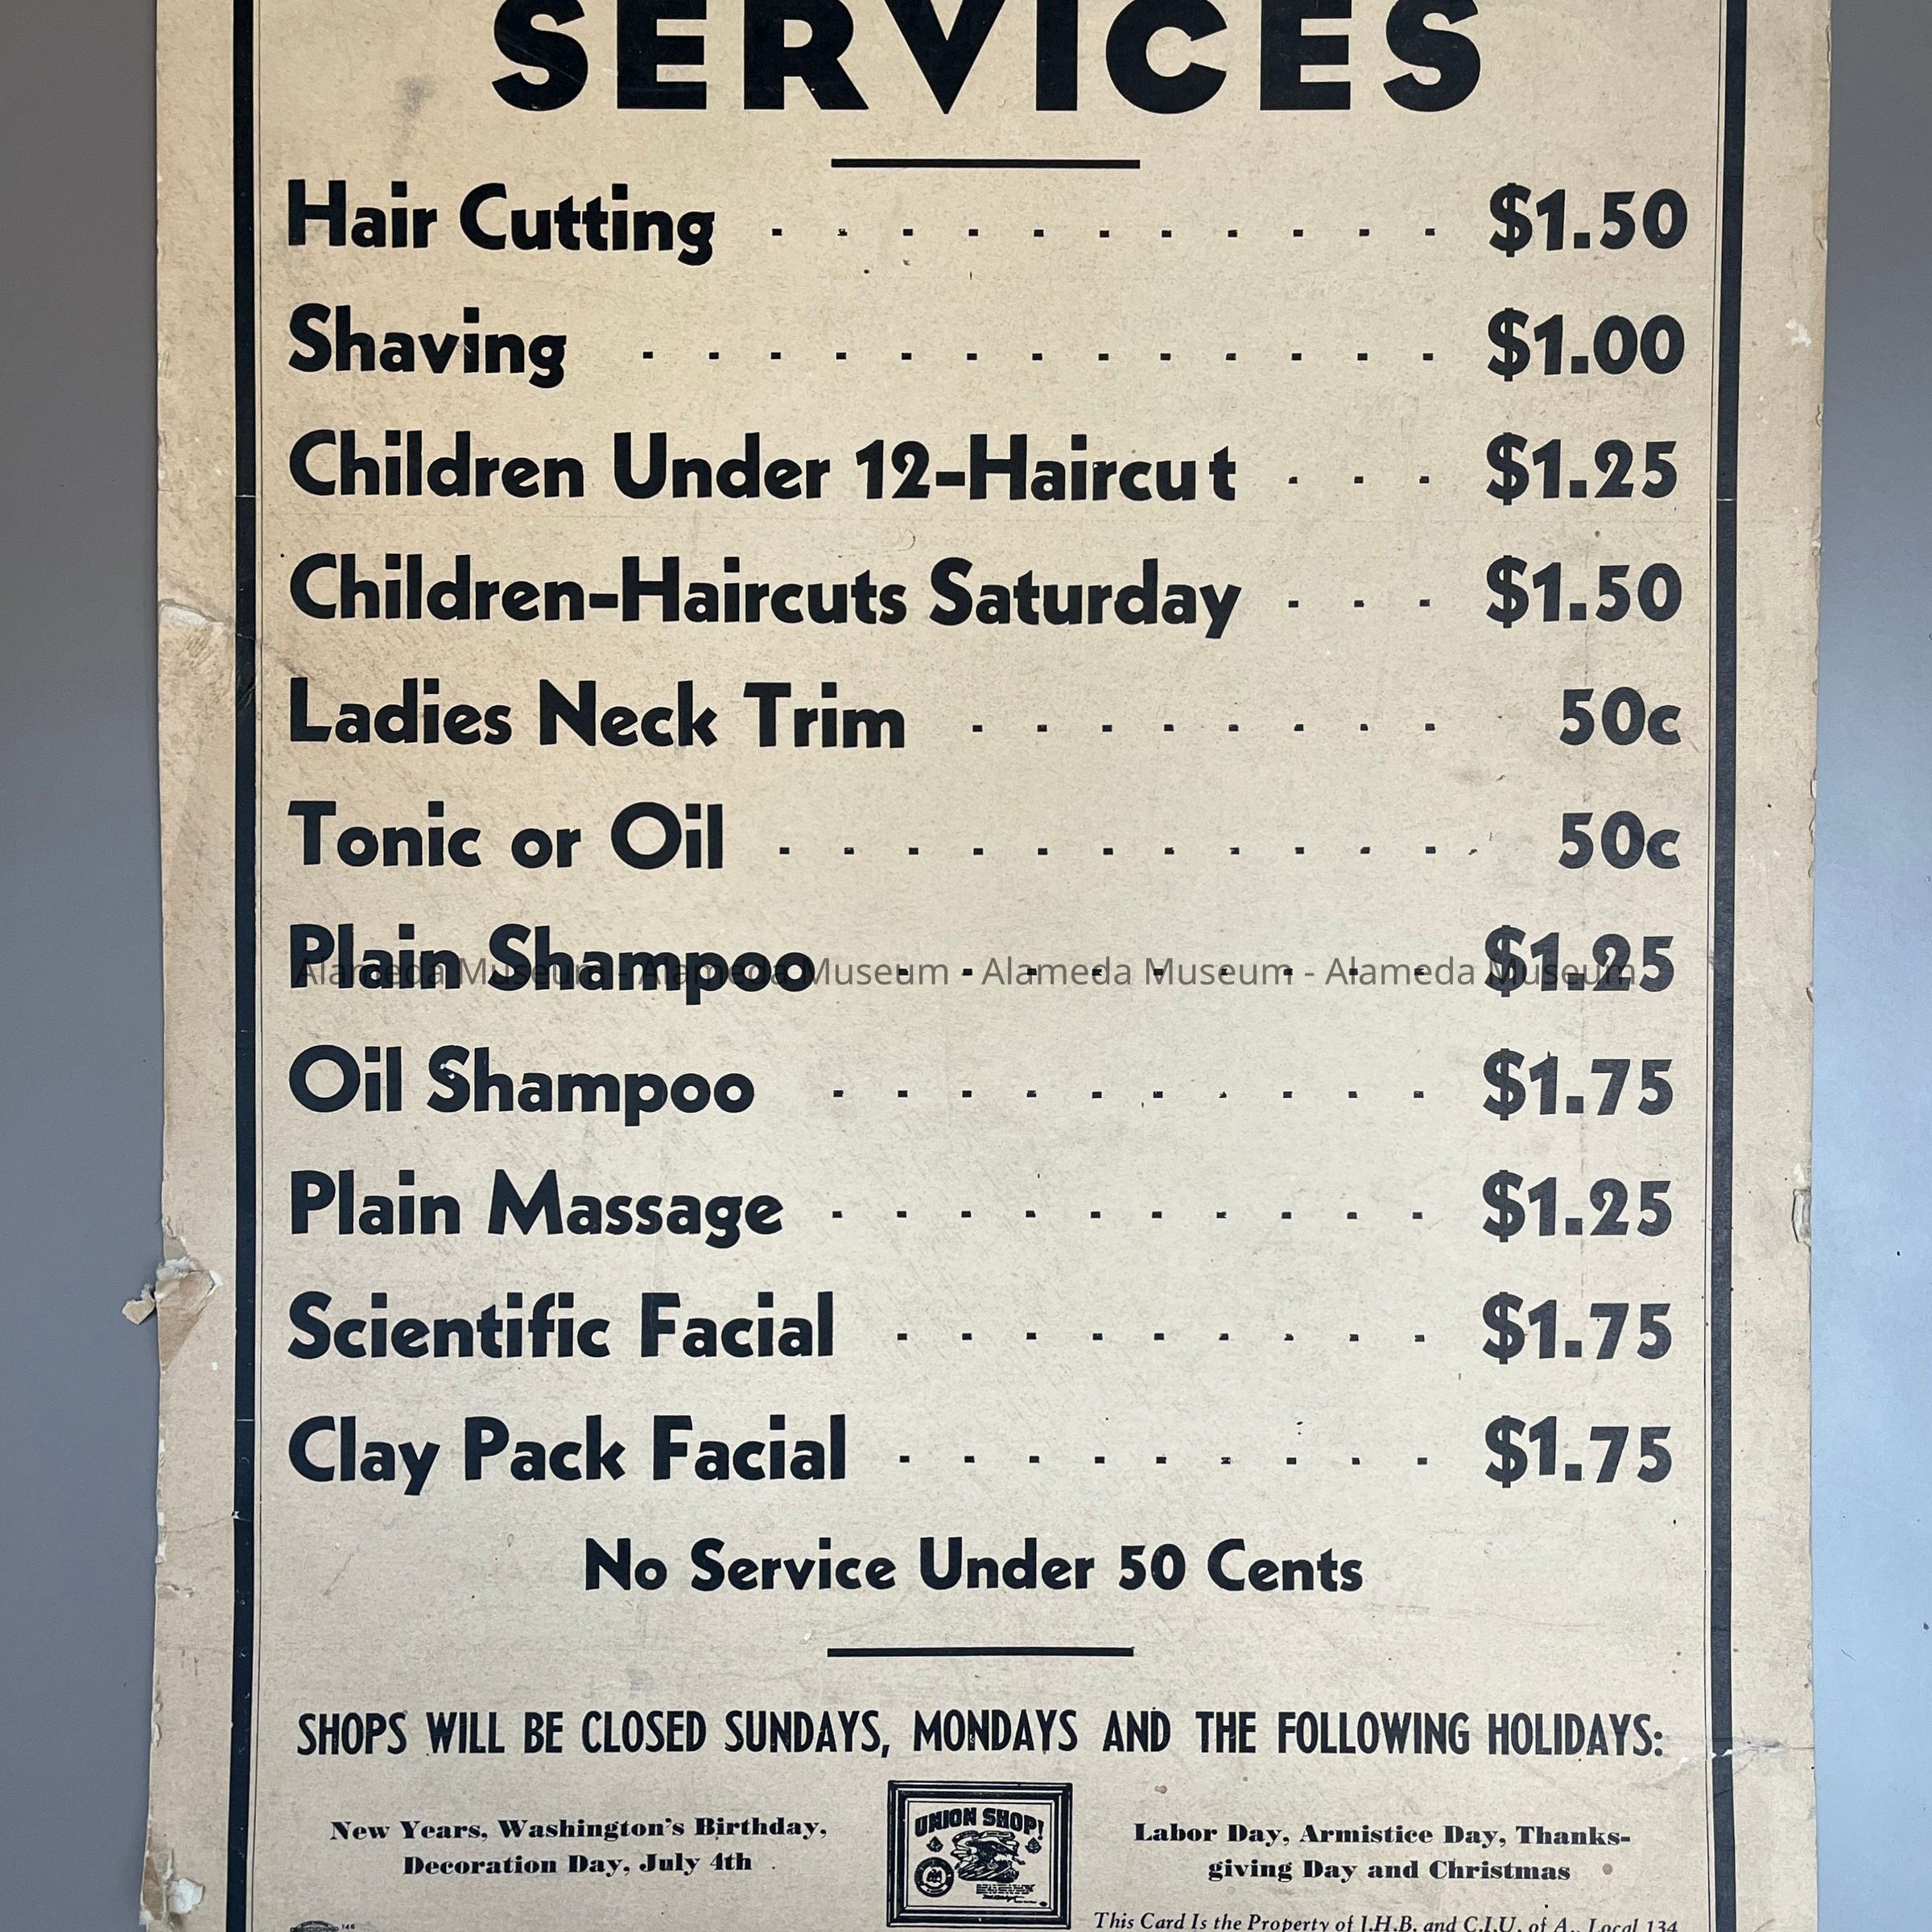 SERVICES
Hair Cutting . . . . . . . . . . . $1.50
Shaving . . . . . . . . . . . . . $1.00
Children Under 12-Haircut . . . $1.25
Children-Haircuts Saturday . . . $1.50
Ladies Neck Trim . . . . . . . . 50c
Tonic or Oil . . . . . . . . . . . . 50c
Plain Shampoo . . . . . . . . . $1.25
Alameda Museum - Alameda Museum - Alameda Museum - Alameda Museum
Oil Shampoo . . . . . . . . . . $1.75
Plain Massage . . . . . . . . . . $1.25
Scientific Facial . . . . . . . . . $1.75
Clay Pack Facial . . . . . . . . . $1.75
No Service Under 50 Cents
SHOPS WILL BE CLOSED SUNDAYS, MONDAYS AND THE FOLLOWING HOLIDAYS:
New Years, Washington's Birthday,
Decoration Day, July 4th
UNION SHOP!
Labor Day, Armistice Day, Thanks-
giving Day and Christmas
146
This Card Is the Property of J.H.B. and C.I.U. of A., Local 134